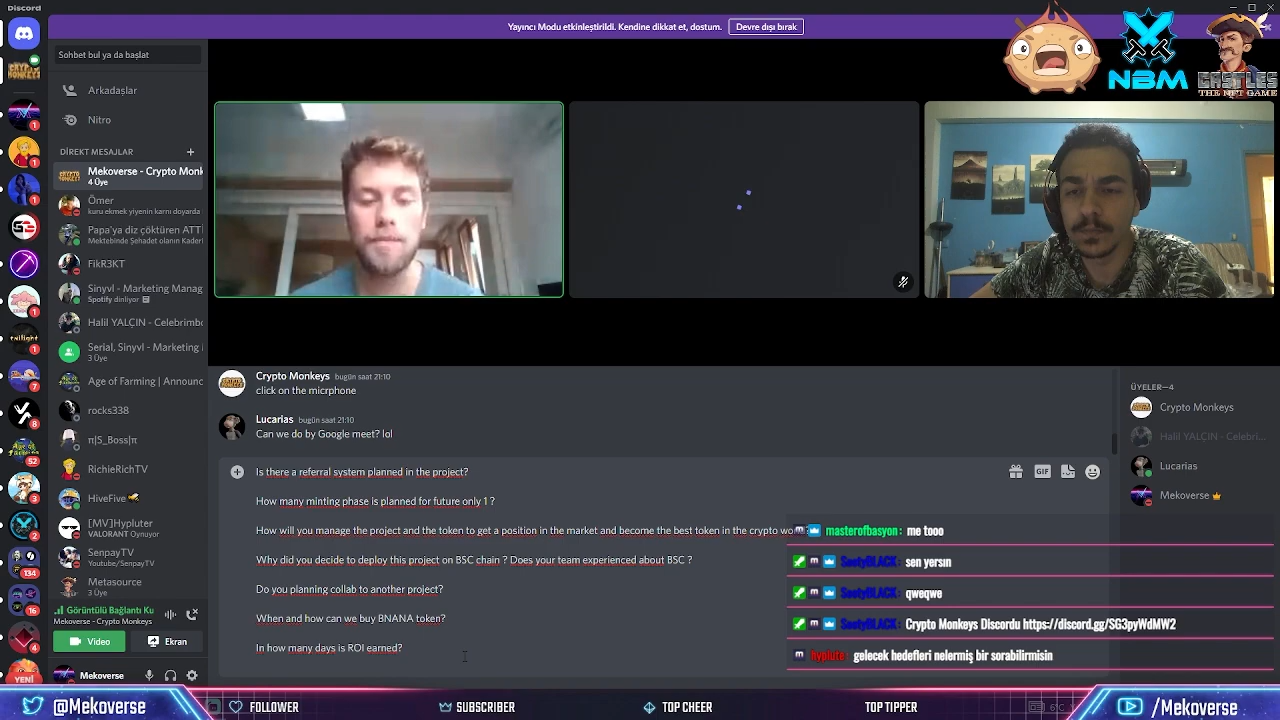 Discord
Yayıncı Modu etkinleştirildi. Kendine dikkat et, dostum.
Devre dışı bırak
NBM
CASTLES
THE NFT GAME
Sohbet bul ya da başlat
Arkadaşlar
Nitro
DİREKT MESAJLAR
Mekoverse - Crypto Monk
4 Üye
Ömer
kuru ekmek yiyenin karnı doyarda
Papa'ya diz çöktüren ATTİ
Mektebinde Şehadet olanın Kaderi
FikR3KT
Sinyvl - Marketing Manag
Spotify dinliyor
Halil YALÇIN - Celebrimbo
Serial, Sinyvl - Marketing
3 Üye
Age of Farming | Announc
rocks338
π|S_Boss|π
RichieRichTV
HiveFive
[MV]Hypluter
VALORANT Oynuyor
SenpayTV
Youtube/SenpayTV
Metasource
3 Üye
Görüntülü Bağlantı Ku
Mekoverse - Crypto Monkeys
Video
Ekran
Mekoverse
YENİ
Crypto Monkeys bugün saat 21:10
click on the micrphone
Lucarias bugün saat 21:10
Can we do by Google meet? lol
Is there a referral system planned in the project?
GIF
How many minting phase is planned for future only 1 ?
How will you manage the project and the token to get a position in the market and become the best token in the crypto wo
Why did you decide to deploy this project on BSC chain ? Does your team experienced about BSC ?
Do you planning collab to another project?
When and how can we buy BNANA token?
In how many days is ROI earned?
ÜYELER—4
Crypto Monkeys
Halil YALÇIN - Celebri...
Lucarias
Mekoverse
masterofbasyon: me tooo
SaotyBLACK: sen yersın
SaotyBLACK: qweqwe
SaotyBLACK: Crypto Monkeys Discordu https://discord.gg/SG3pyWdMW2
hyplute: gelecek hedefleri nelermiş bir sorabilirmisin
@Mekoverse
FOLLOWER
SUBSCRIBER
TOP CHEER
TOP TIPPER
/Mekoverse